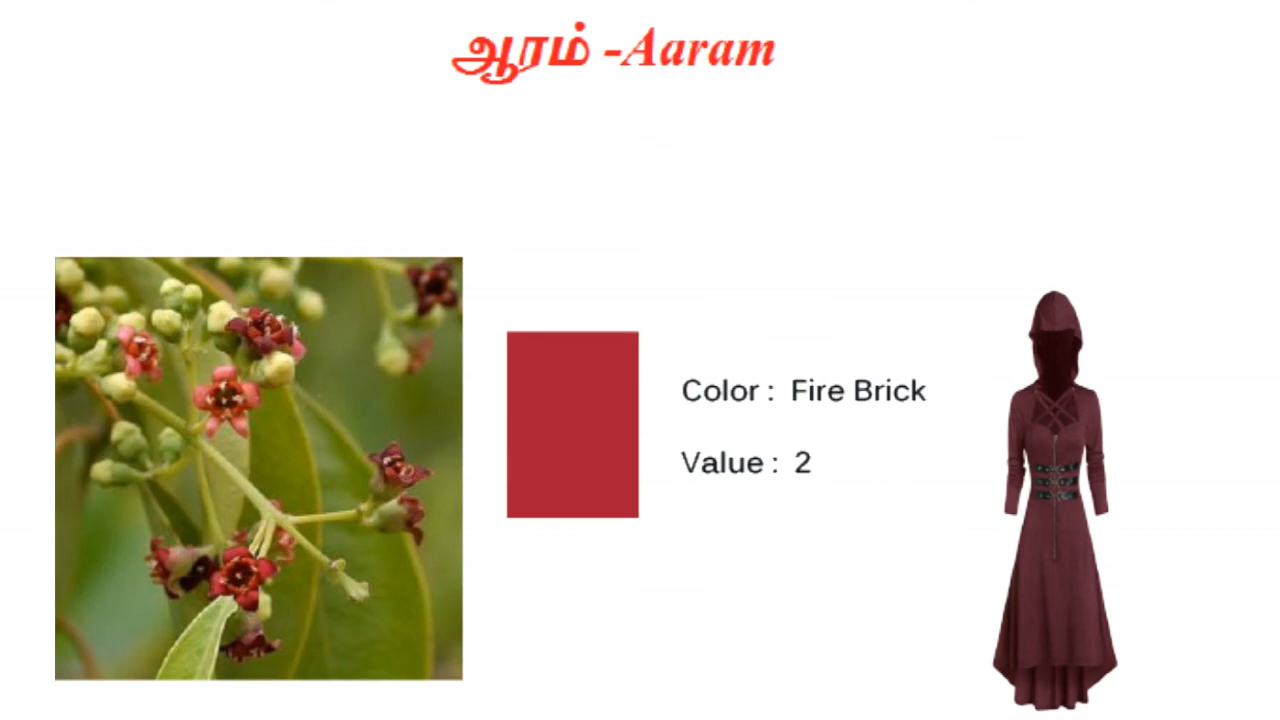 ஆரம் -Aaram
Color : Fire Brick
Value : 2